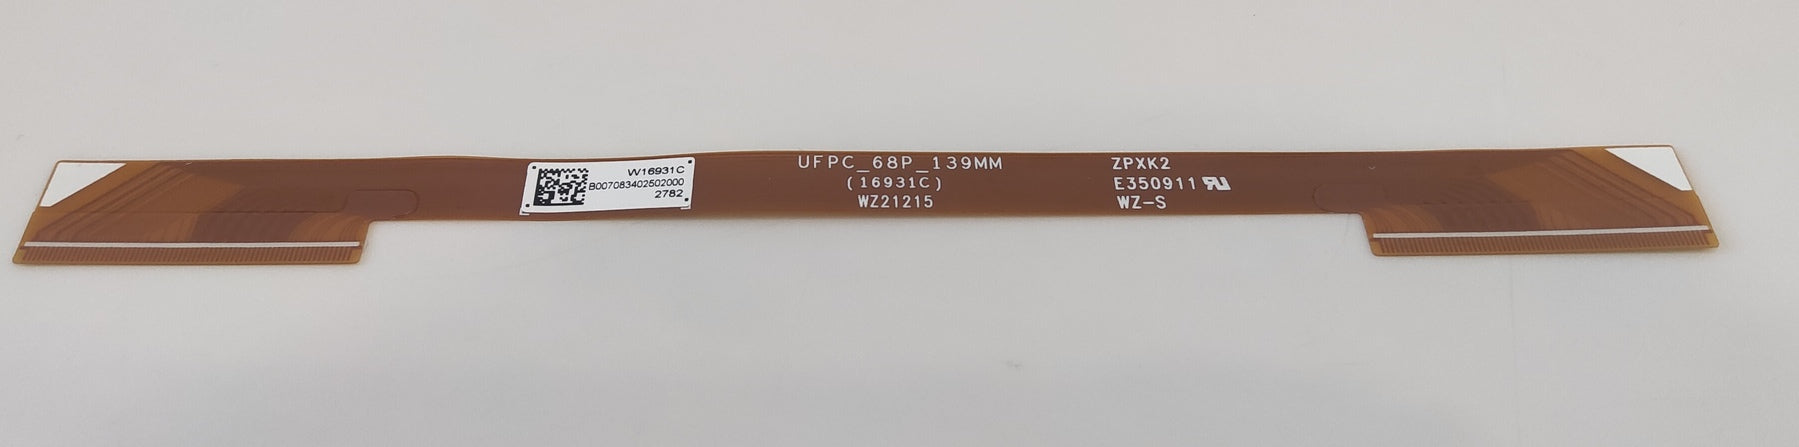 W16931C
B007083402502000
2782
UFPC_68P_139MM
(16931C)
WZ21215
ZPXK2
E350911
WZ-S